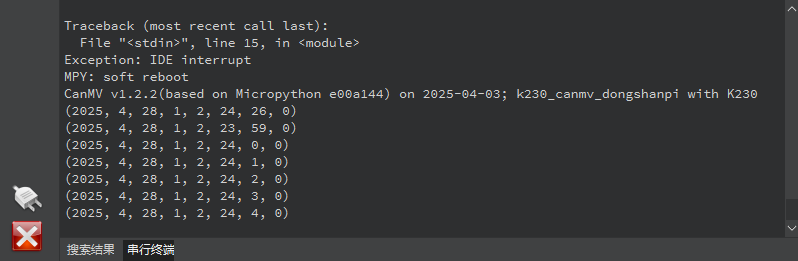 Traceback (most recent call last):
  File "<stdin>", line 15, in <module>
Exception: IDE interrupt
MPY: soft reboot
CanMV v1.2.2(based on Micropython e00a144) on 2025-04-03; k230_canmv_dongshanpi with K230
(2025, 4, 28, 1, 2, 24, 26, 0)
(2025, 4, 28, 1, 2, 23, 59, 0)
(2025, 4, 28, 1, 2, 24, 0, 0)
(2025, 4, 28, 1, 2, 24, 1, 0)
(2025, 4, 28, 1, 2, 24, 2, 0)
(2025, 4, 28, 1, 2, 24, 3, 0)
(2025, 4, 28, 1, 2, 24, 4, 0)
搜索结果 串行终端